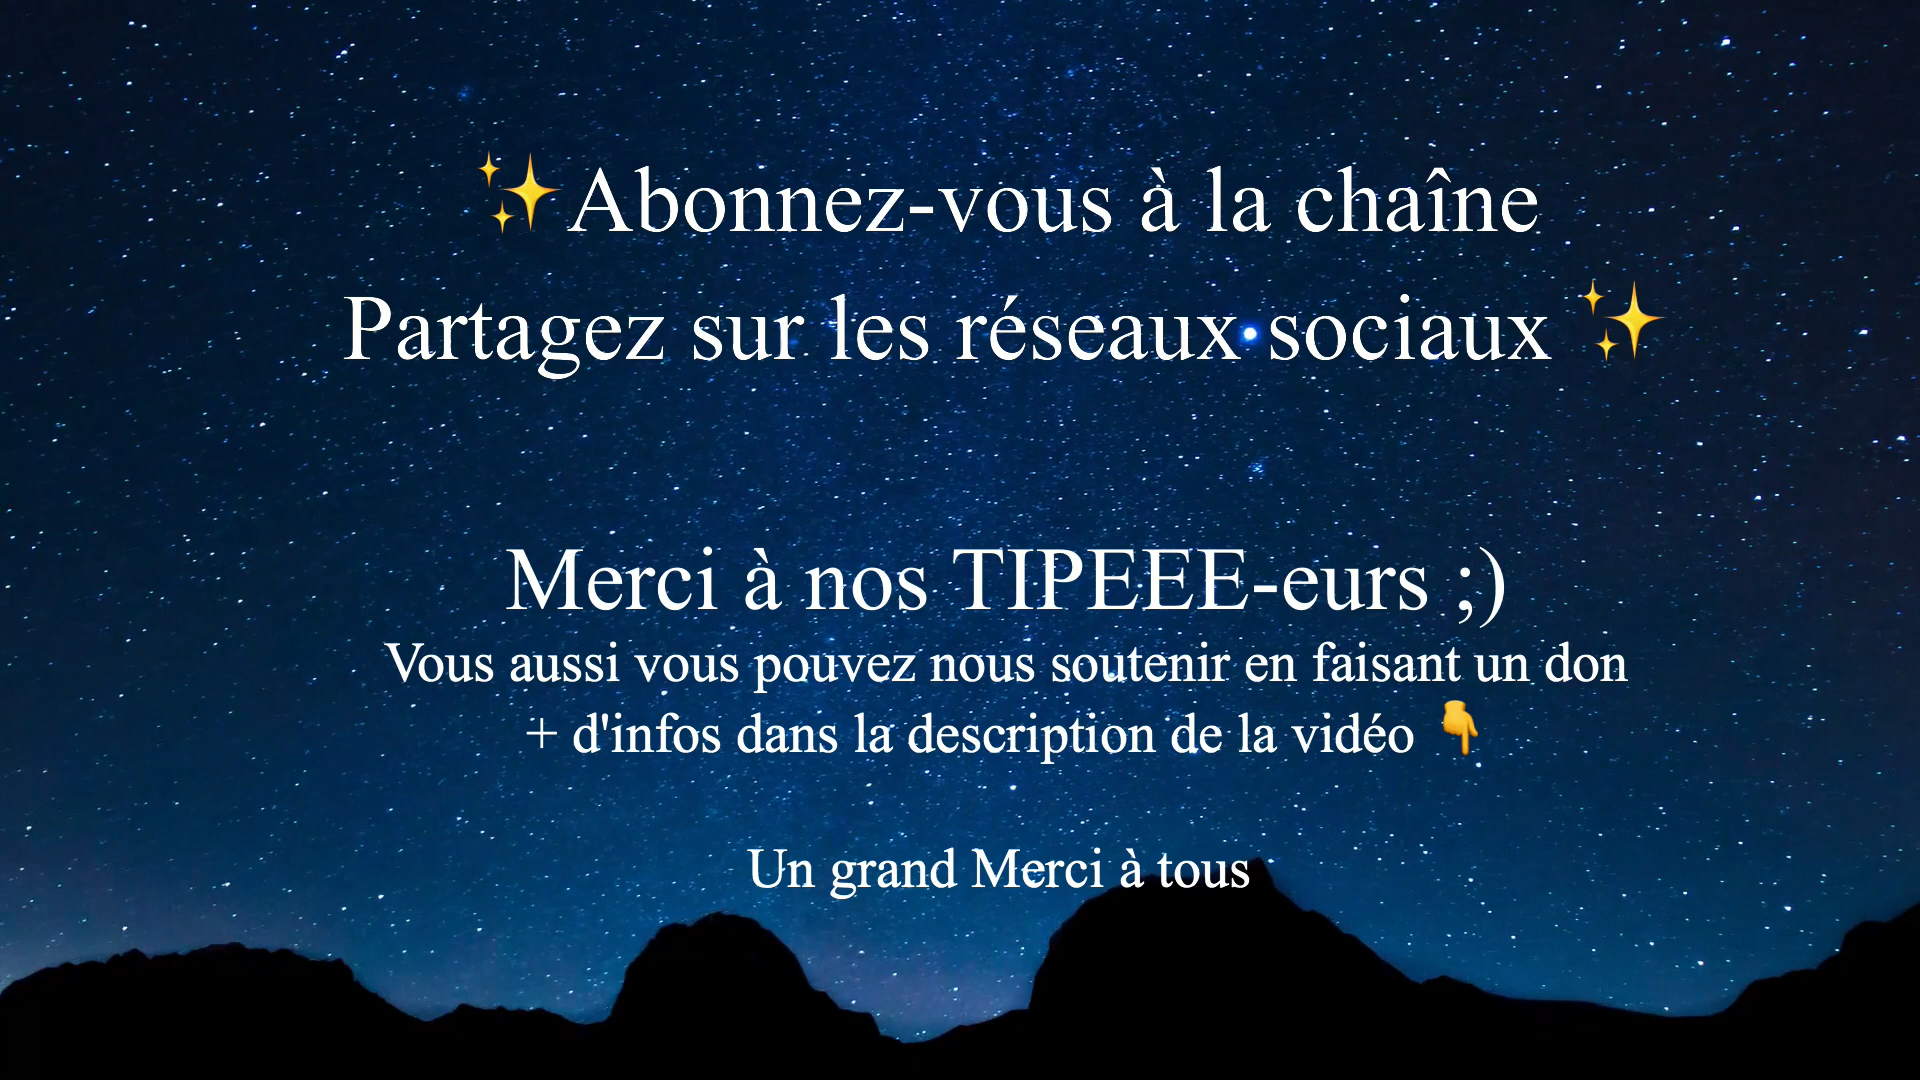 ✨Abonnez-vous à la chaîne
Partagez sur les réseaux sociaux ✨
Merci à nos TIPEEE-eurs ;)
Vous aussi vous pouvez nous soutenir en faisant un don
+ d'infos dans la description de la vidéo 👇
Un grand Merci à tous